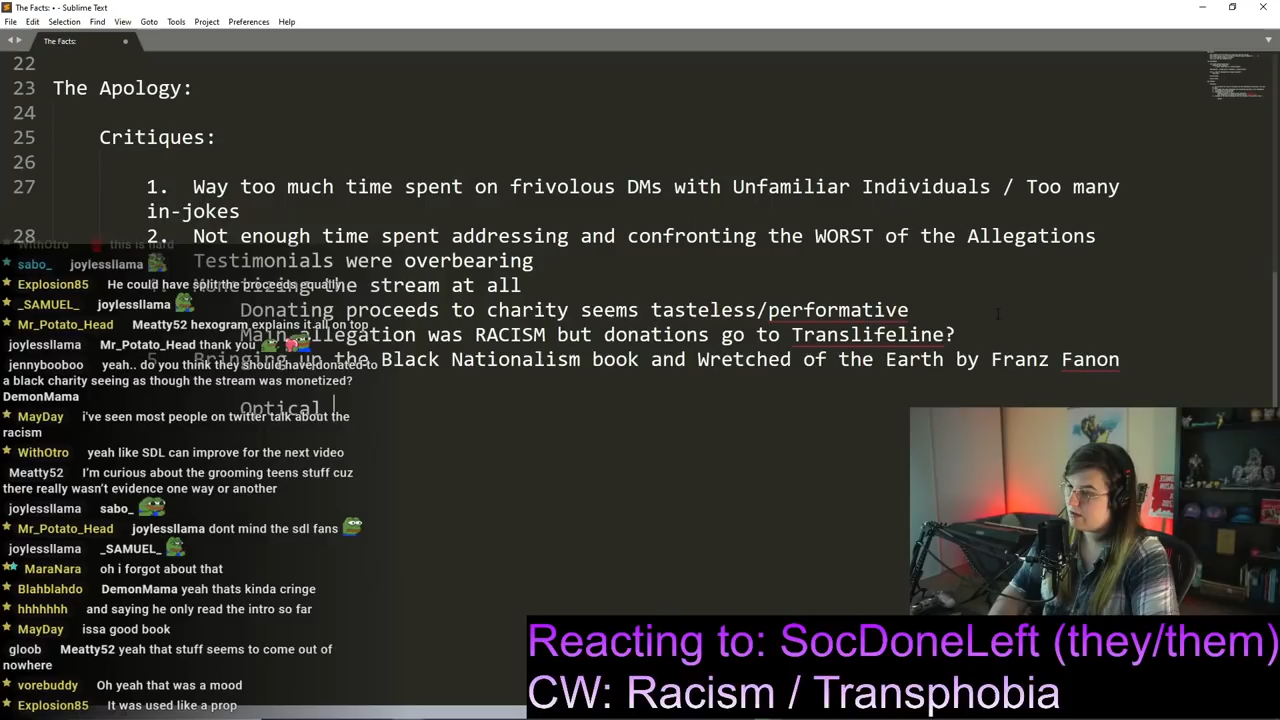 The Facts: • - Sublime Text
File Edit Selection Find View Goto Tools Project Preferences Help
The Facts:
22
23 The Apology:
24
25 Critiques:
26
27 1. Way too much time spent on frivolous DMs with Unfamiliar Individuals / Too many
in-jokes
28 2. Not enough time spent addressing and confronting the WORST of the Allegations
Testimonials were overbearing
Monetizing the stream at all
Donating proceeds to charity seems tasteless/performative
Main allegation was RACISM but donations go to Translifeline?
5. Bringing up the Black Nationalism book and Wretched of the Earth by Franz Fanon
Optical
WithOtro this is hard
sabo_ joylessllama
Explosion85 He could have split the proceeds equally
_SAMUEL_ joylessllama
Mr_Potato_Head Meatty52 hexogram explains it all on top
joylessllama Mr_Potato_Head thank you
jennybooboo yeah.. do you think they should have donated to
a black charity seeing as though the stream was monetized?
DemonMama
MayDay i've seen most people on twitter talk about the
racism
WithOtro yeah like SDL can improve for the next video
Meatty52 I'm curious about the grooming teens stuff cuz
there really wasn't evidence one way or another
joylessllama sabo_
Mr_Potato_Head joylessllama dont mind the sdl fans
joylessllama _SAMUEL_
MaraNara oh i forgot about that
Blahblahdo DemonMama yeah thats kinda cringe
hhhhhhh and saying he only read the intro so far
MayDay issa good book
gloob Meatty52 yeah that stuff seems to come out of
nowhere
vorebuddy Oh yeah that was a mood
Explosion85 It was used like a prop
Reacting to: SocDoneLeft (they/them)
CW: Racism / Transphobia